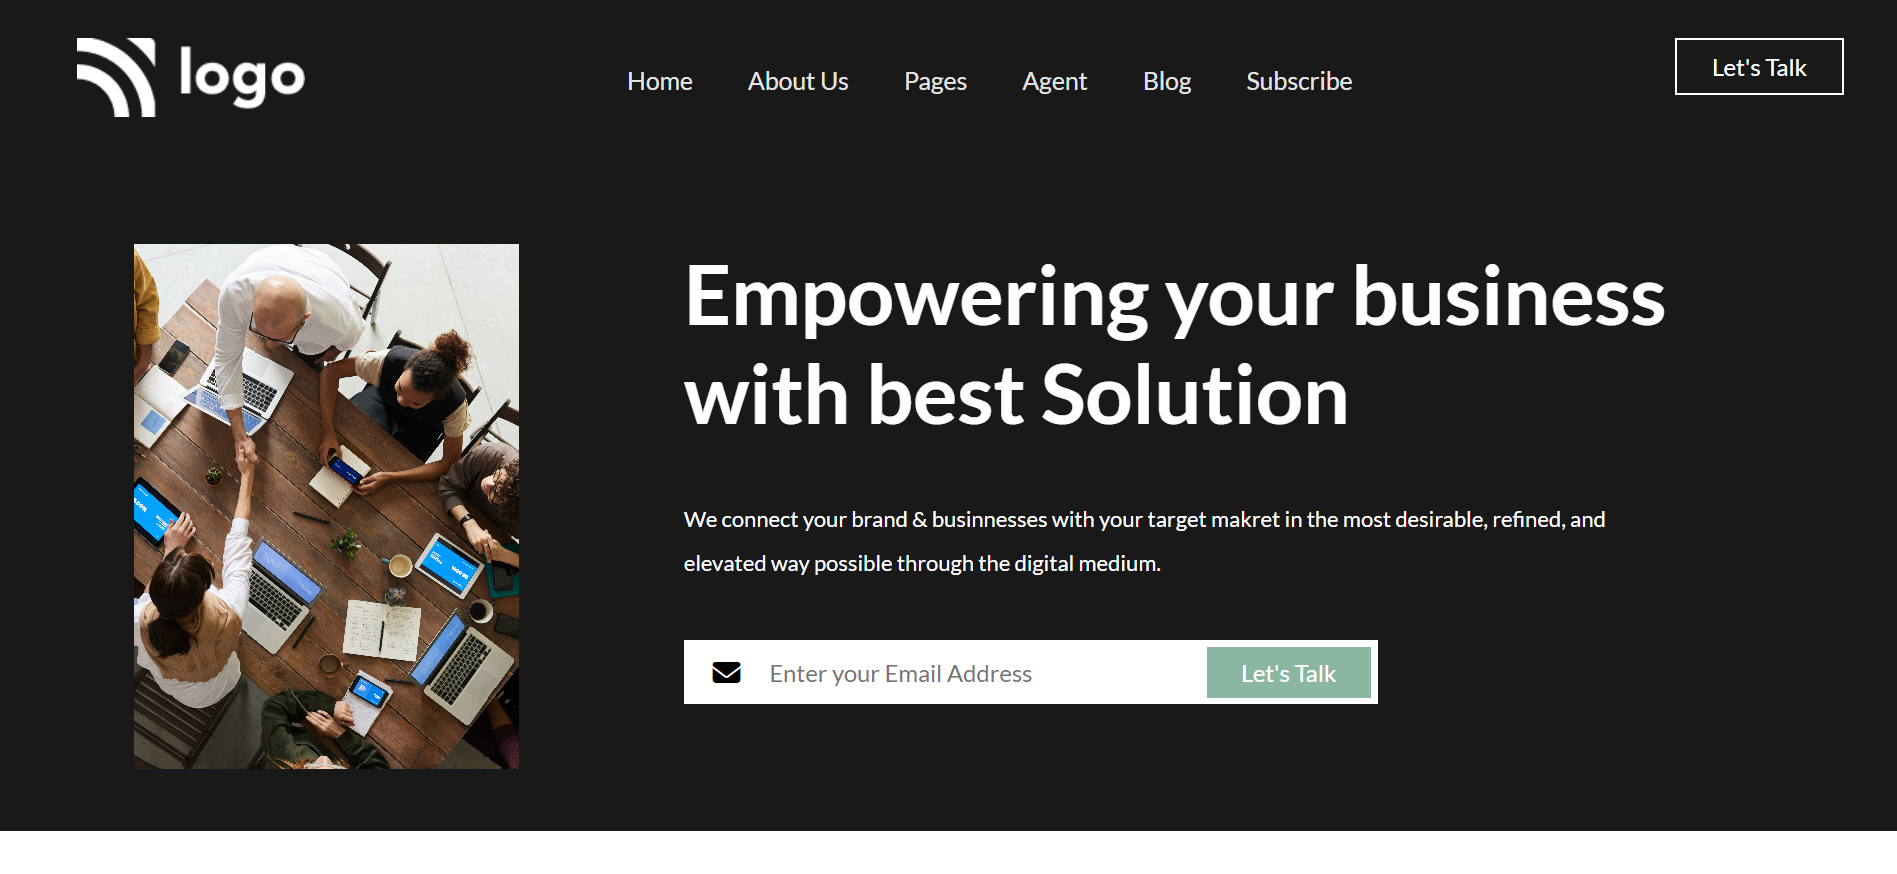 logo
Home About Us Pages Agent Blog Subscribe
Let's Talk
Empowering your business
with best Solution
We connect your brand & businnesses with your target makret in the most desirable, refined, and
elevated way possible through the digital medium.
Enter your Email Address
Let's Talk